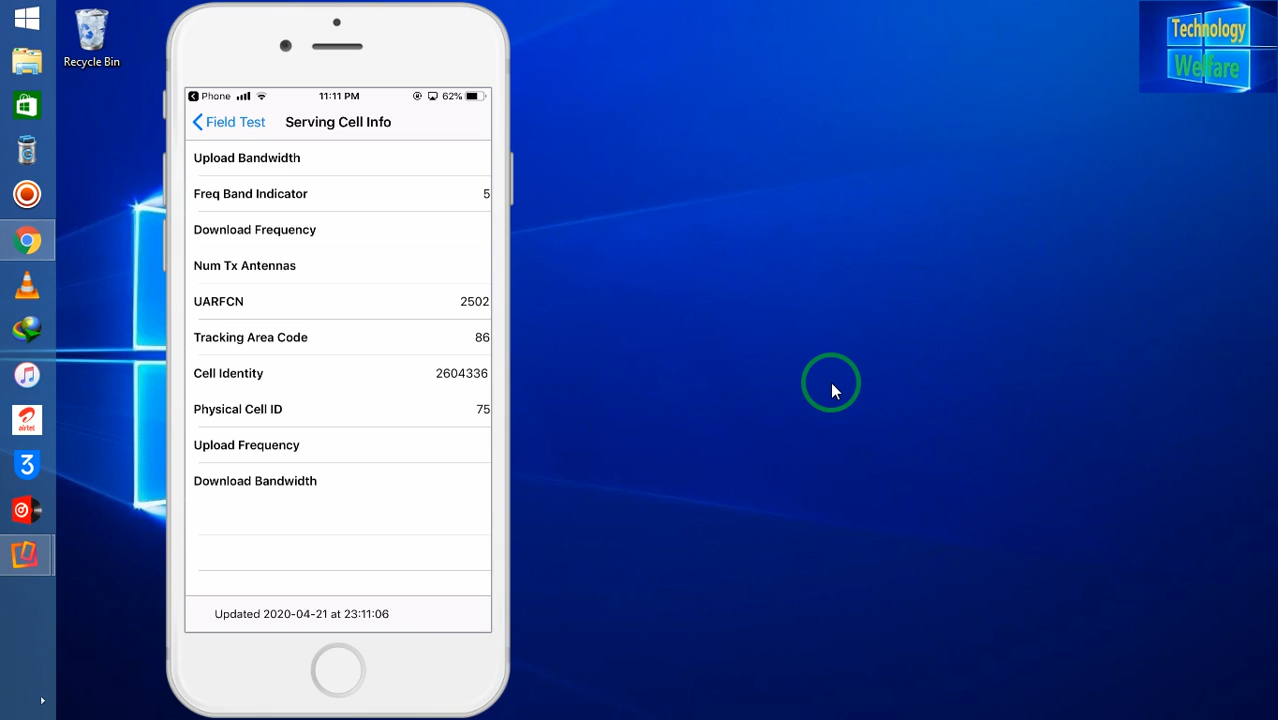 Recycle Bin
Technology
Welfare
Phone 11:11 PM 62%
Field Test Serving Cell Info
Upload Bandwidth
Freq Band Indicator 5
Download Frequency
Num Tx Antennas
UARFCN 2502
Tracking Area Code 86
Cell Identity 2604336
Physical Cell ID 75
Upload Frequency
Download Bandwidth
Updated 2020-04-21 at 23:11:06
airtel
3